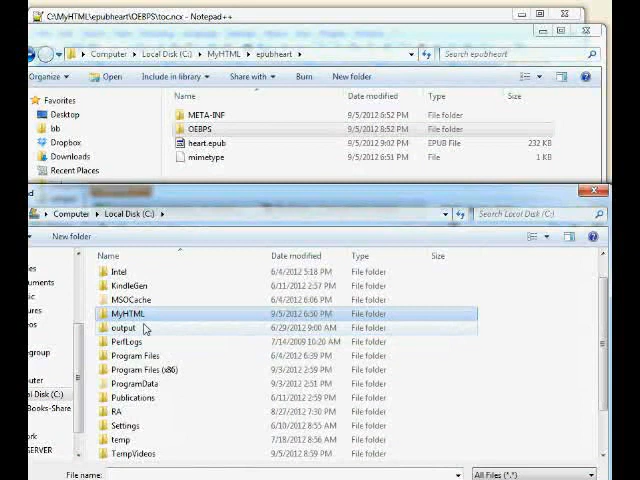 C:\MyHTML\epubheart\OEBPS\toc.ncx - Notepad++
Computer Local Disk (C:) MyHTML epubheart Search epubheart
Organize Open Include in library Share with Burn New folder
Name Date modified Type Size
Favorites
Desktop
bb
Dropbox
Downloads
Recent Places
META-INF 9/5/2012 6:52 PM File folder
OEBPS 9/5/2012 8:52 PM File folder
heart.epub 9/5/2012 9:02 PM EPUB File 232 KB
mimetype 9/5/2012 6:51 PM File 1 KB
Computer Local Disk (C:) Search Local Disk (C:)
New folder
Name Date modified Type Size
Intel 6/4/2012 5:18 PM File folder
KindleGen 6/11/2012 2:57 PM File folder
MSOCache 6/4/2012 6:06 PM File folder
MyHTML 9/5/2012 6:50 PM File folder
output 6/29/2012 9:00 AM File folder
PerfLogs 7/14/2009 10:20 AM File folder
Program Files 6/4/2012 6:39 PM File folder
Program Files (x86) 9/3/2012 2:59 PM File folder
ProgramData 9/3/2012 2:51 PM File folder
Publications 6/11/2012 2:59 PM File folder
RA 8/27/2012 7:30 PM File folder
Settings 6/10/2012 8:55 AM File folder
temp 7/18/2012 8:56 AM File folder
TempVideos 9/5/2012 8:59 PM File folder
File name: All Files (*.*)